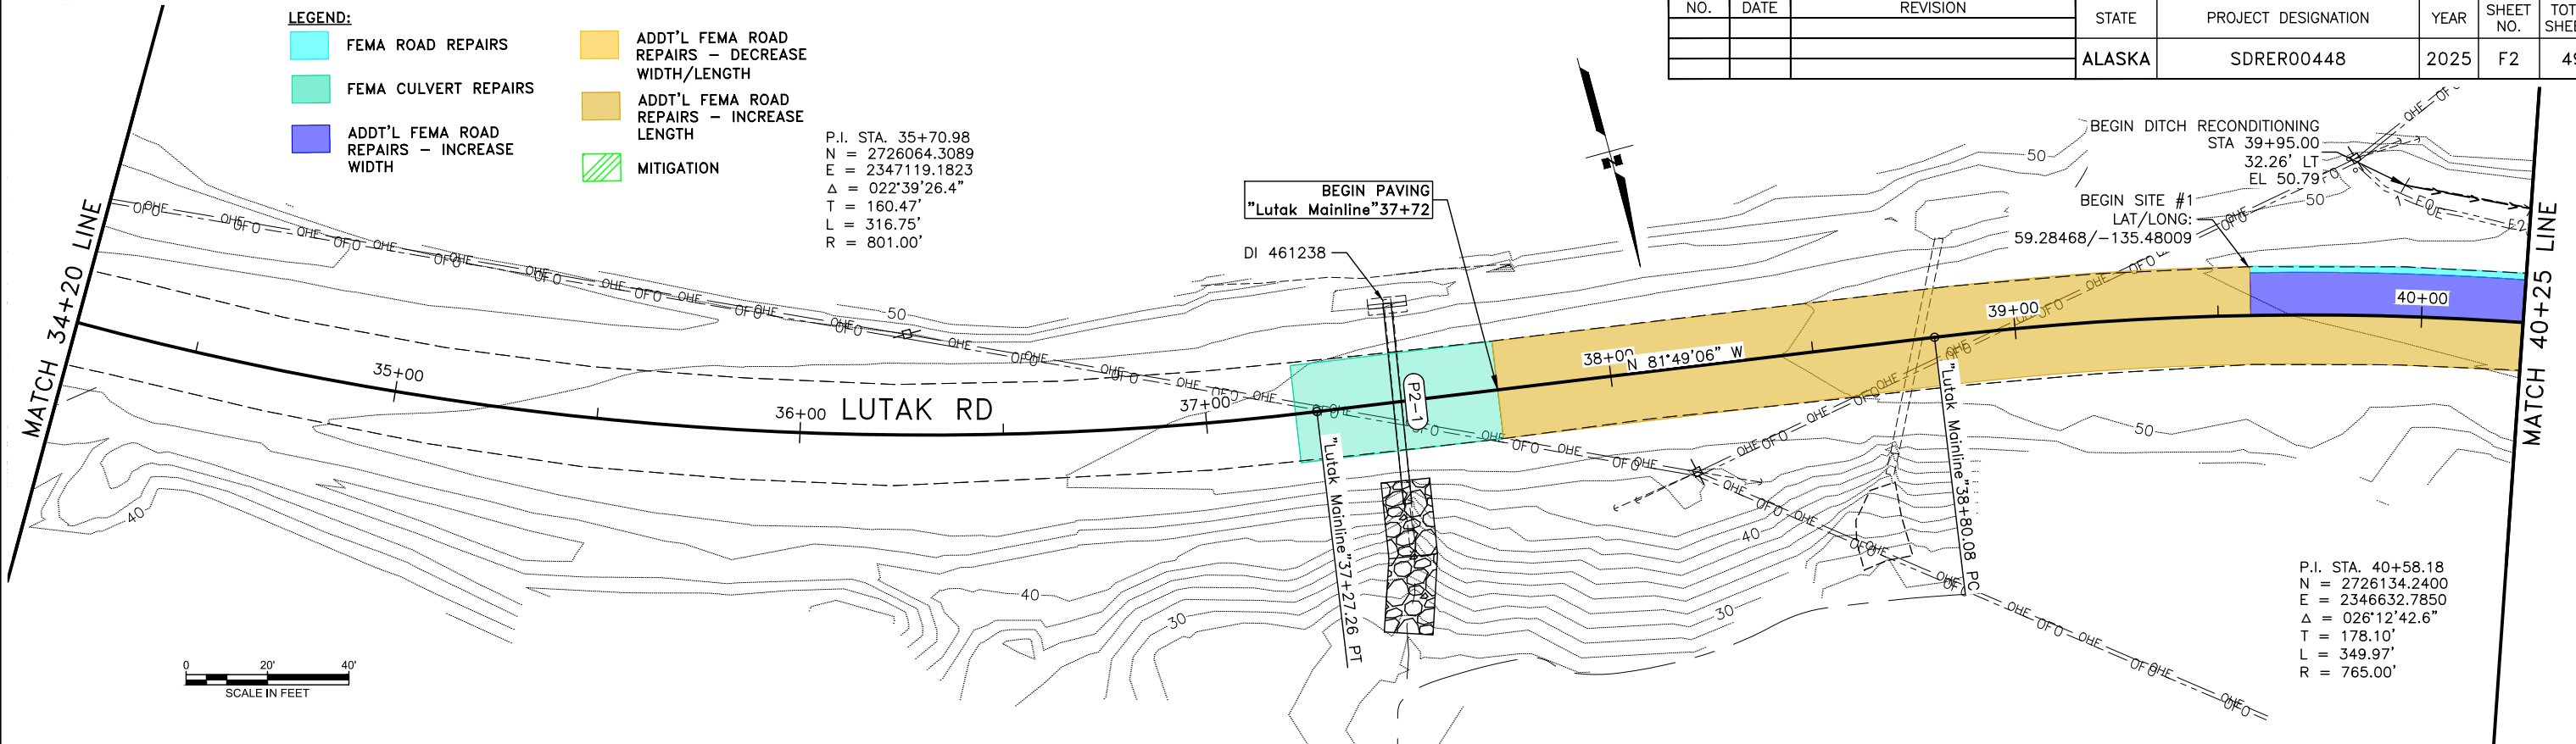 LEGEND:
FEMA ROAD REPAIRS
FEMA CULVERT REPAIRS
ADDT'L FEMA ROAD
REPAIRS – INCREASE
WIDTH
ADDT'L FEMA ROAD
REPAIRS – DECREASE
WIDTH/LENGTH
ADDT'L FEMA ROAD
REPAIRS – INCREASE
LENGTH
MITIGATION
NO. DATE REVISION
STATE PROJECT DESIGNATION YEAR SHEET NO.
ALASKA SDRER00448 2025 F2
P.I. STA. 35+70.98
N = 2726064.3089
E = 2347119.1823
Δ = 022°39'26.4"
T = 160.47'
L = 316.75'
R = 801.00'
BEGIN PAVING
"Lutak Mainline"37+72
DI 461238
BEGIN DITCH RECONDITIONING
STA 39+95.00
32.26' LT
EL 50.79
BEGIN SITE #1
LAT/LONG:
59.28468/-135.48009
MATCH 34+20 LINE
MATCH 40+25 LINE
35+00
36+00
LUTAK RD
37+00
38+00
N 81°49'06" W
39+00
40+00
P2-1
"Lutak Mainline"37+27.26 PT
"Lutak Mainline"38+80.08 PC
50
50
50
50
40
40
40
30
30
OHE
OFO
P.I. STA. 40+58.18
N = 2726134.2400
E = 2346632.7850
Δ = 026°12'42.6"
T = 178.10'
L = 349.97'
R = 765.00'
0 20' 40'
SCALE IN FEET